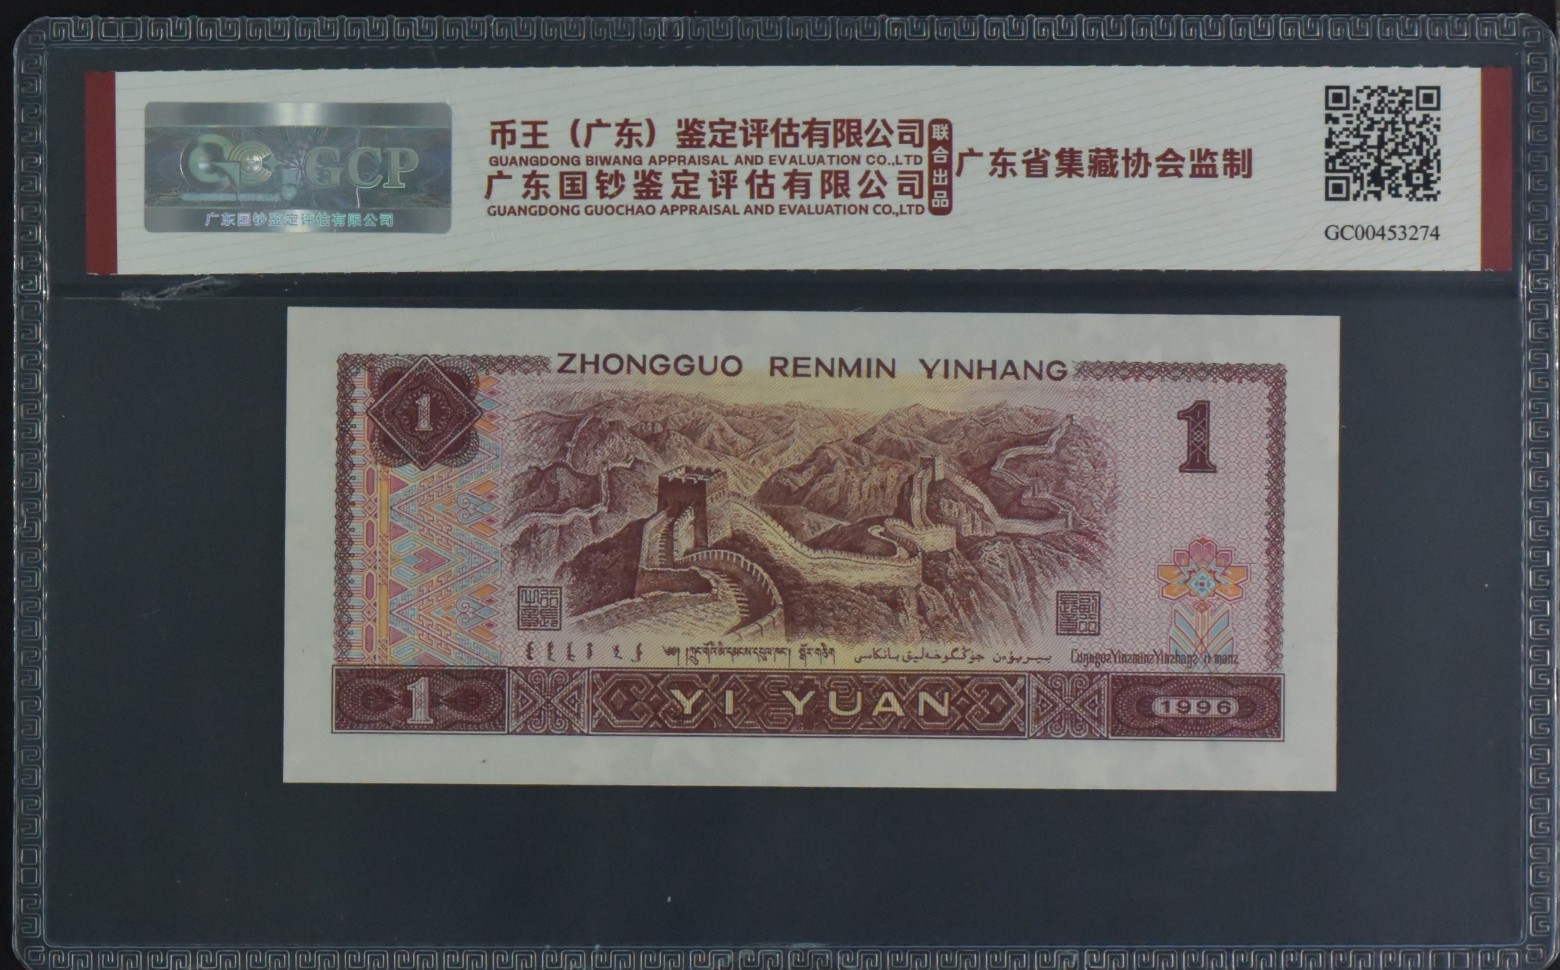 GCP
广东国钞鉴定评估有限公司
币王（广东）鉴定评估有限公司
GUANGDONG BIWANG APPRAISAL AND EVALUATION CO.,LTD
广东国钞鉴定评估有限公司
GUANGDONG GUOCHAO APPRAISAL AND EVALUATION CO.,LTD
联合出品
广东省集藏协会监制
GC00453274
ZHONGGUO RENMIN YINHANG
1
1
1
YI YUAN
1996